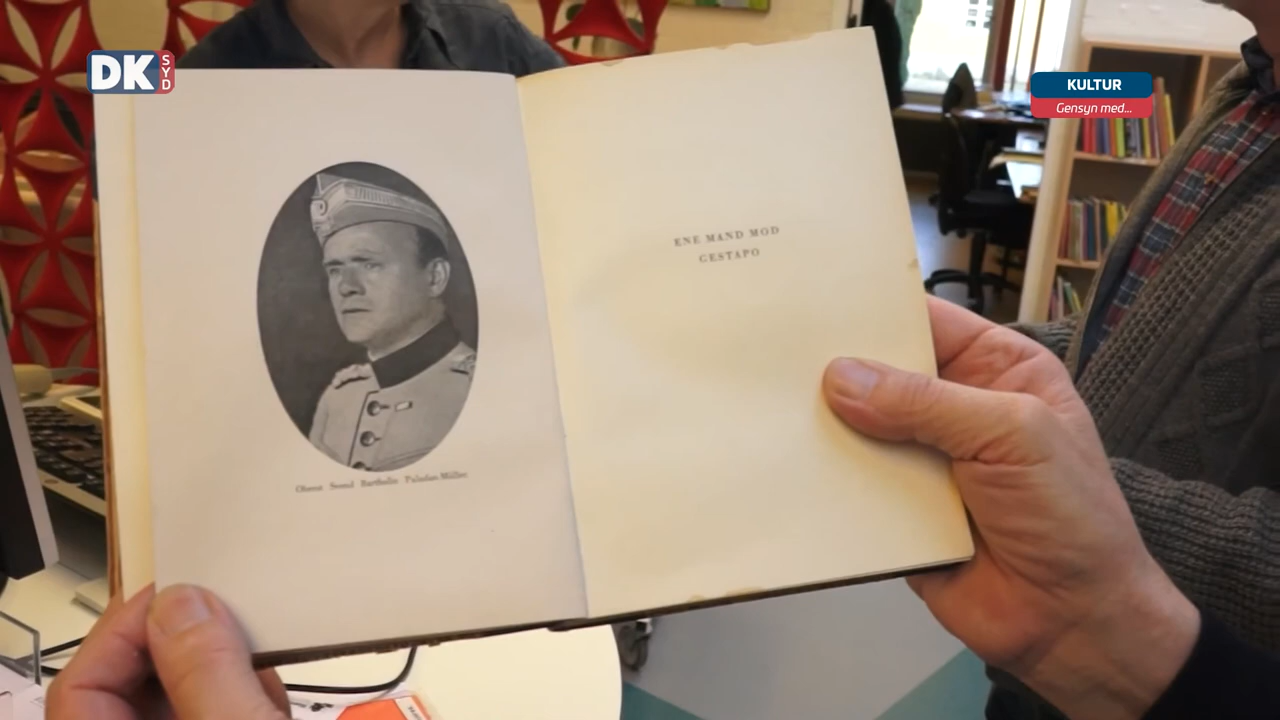 DK
SYD
KULTUR
Gensyn med...
ENE MAND MOD
GESTAPO
Oberst Svend Bartholin Paludan-Müller.